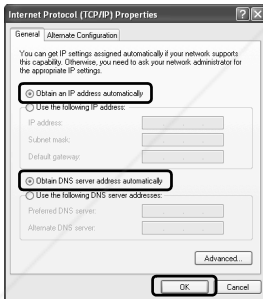 Internet Protocol (TCP/IP) Properties
General
Alternate Configuration
You can get IP settings assigned automatically if your network supports
this capability. Otherwise, you need to ask your network administrator for
the appropriate IP settings.
Obtain an IP address automatically
Use the following IP address:
IP address:
Subnet mask:
Default gateway:
Obtain DNS server address automatically
Use the following DNS server addresses:
Preferred DNS server:
Alternate DNS server:
Advanced...
OK
Cancel